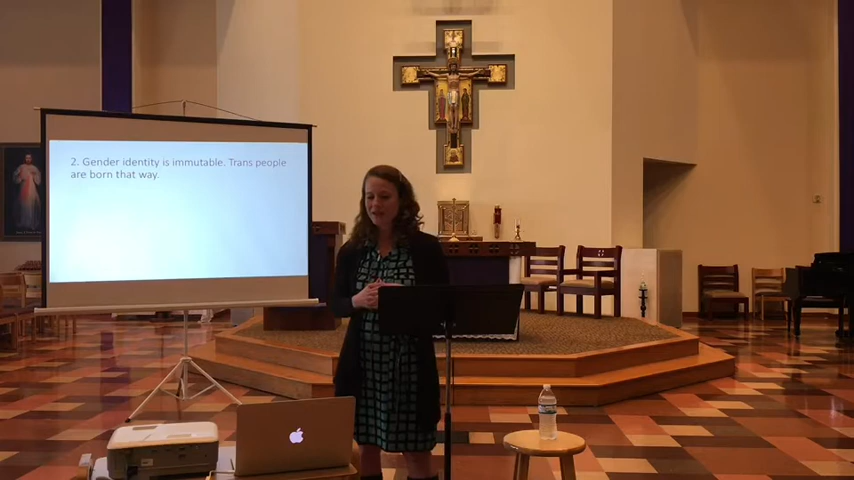 2. Gender identity is immutable. Trans people
are born that way.